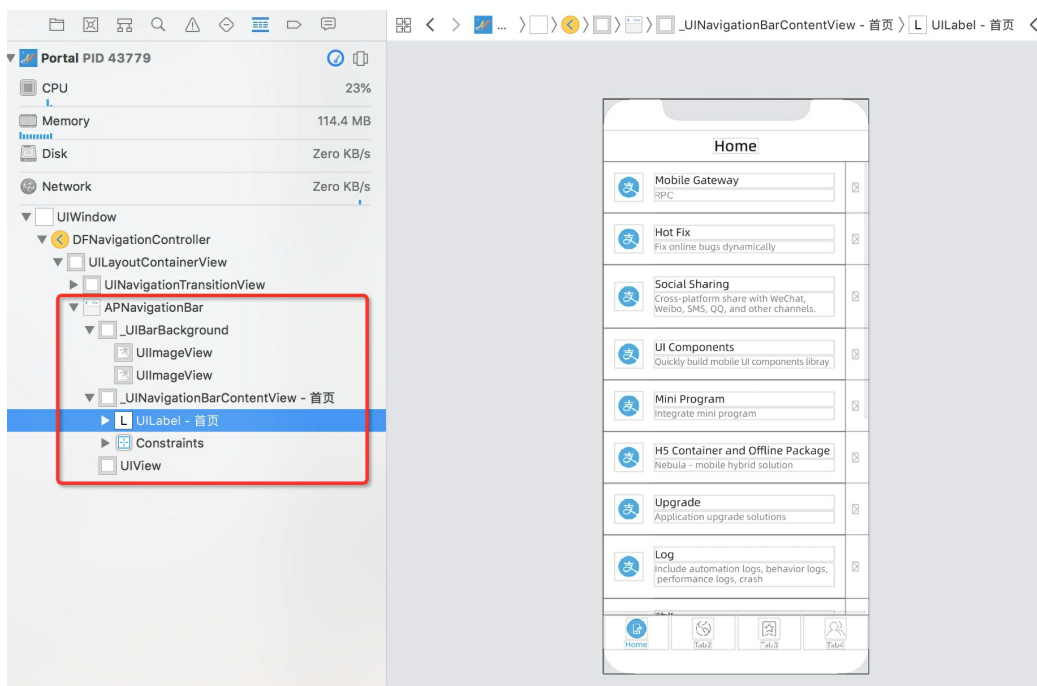 ... _UINavigationBarContentView - 首页 L UILabel - 首页
Portal PID 43779
CPU 23%
Memory 114.4 MB
Disk Zero KB/s
Network Zero KB/s
UIWindow
DFNavigationController
UILayoutContainerView
UINavigationTransitionView
APNavigationBar
_UIBarBackground
UIImageView
UIImageView
_UINavigationBarContentView - 首页
L UILabel - 首页
Constraints
UIView
Home
Mobile Gateway
RPC
Hot Fix
Fix online bugs dynamically
Social Sharing
Cross-platform share with WeChat,
Weibo, SMS, QQ, and other channels.
UI Components
Quickly build mobile UI components libray
Mini Program
Integrate mini program
H5 Container and Offline Package
Nebula - mobile hybrid solution
Upgrade
Application upgrade solutions
Log
Include automation logs, behavior logs,
performance logs, crash
Home Tab2 Tab3 Tab4